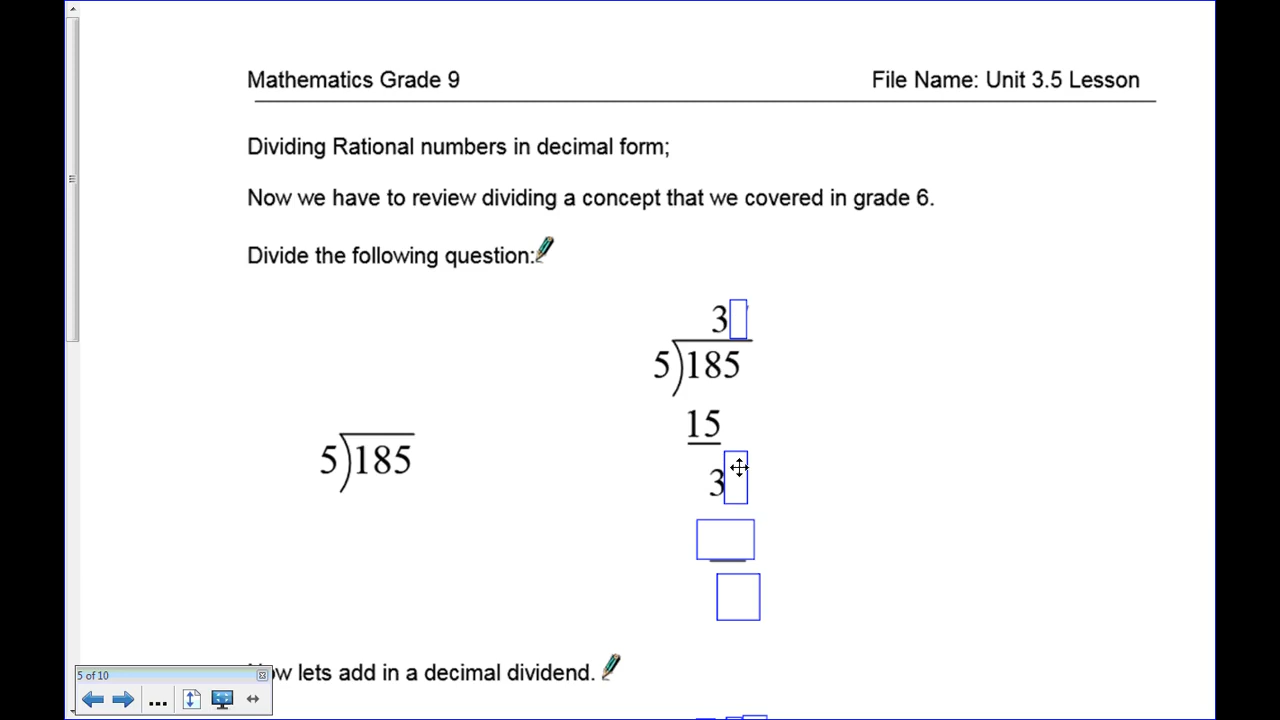 Mathematics Grade 9 File Name: Unit 3.5 Lesson
Dividing Rational numbers in decimal form;
Now we have to review dividing a concept that we covered in grade 6.
Divide the following question:
3
5)185
15
3
5)185
Now lets add in a decimal dividend.
5 of 10
...